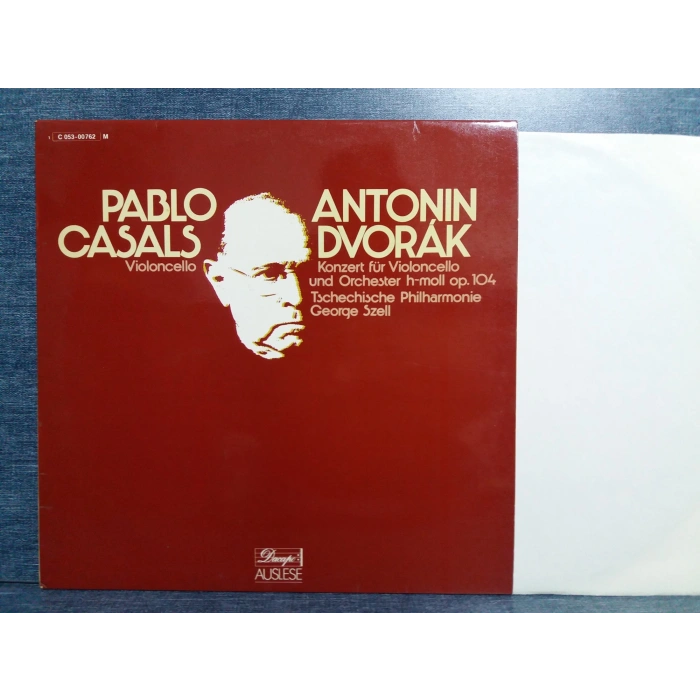 1 C 053-00762 M
PABLO
CASALS
Violoncello
ANTONIN
DVORÁK
Konzert für Violoncello
und Orchester h-moll op. 104
Tschechische Philharmonie
George Szell
Dacapo
AUSLESE